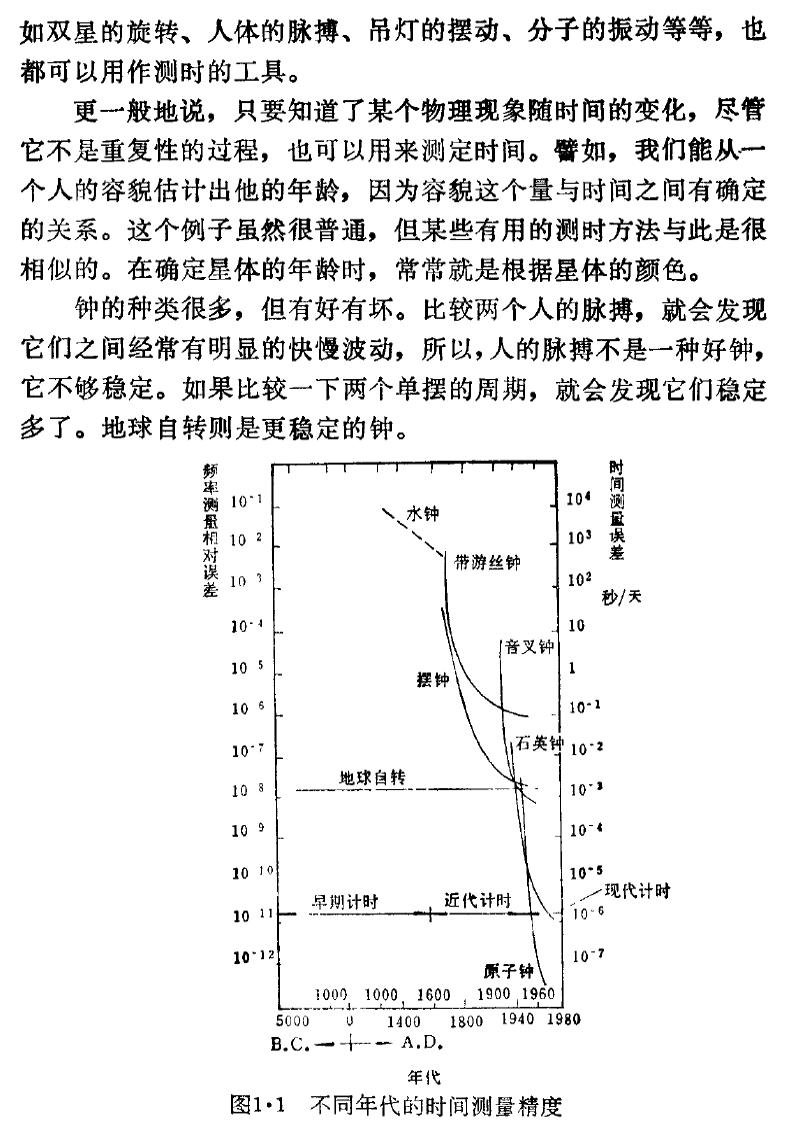 如双星的旋转、人体的脉搏、吊灯的摆动、分子的振动等等，也
都可以用作测时的工具。
更一般地说，只要知道了某个物理现象随时间的变化，尽管
它不是重复性的过程，也可以用来测定时间。譬如，我们能从一
个人的容貌估计出他的年龄，因为容貌这个量与时间之间有确定
的关系。这个例子虽然很普通，但某些有用的测时方法与此是很
相似的。在确定星体的年龄时，常常就是根据星体的颜色。
钟的种类很多，但有好有坏。比较两个人的脉搏，就会发现
它们之间经常有明显的快慢波动，所以，人的脉搏不是一种好钟，
它不够稳定。如果比较一下两个单摆的周期，就会发现它们稳定
多了。地球自转则是更稳定的钟。
频率测量相对误差
10-1
10 2
10 3
10-4
10 5
10 6
10-7
10 8
10 9
10 10
10 11
10-12
时间测量误差
秒/天
10⁴
10³
10²
10
1
10-1
10-2
10-3
10-4
10-5
10-6
10-7
水钟
带游丝钟
音叉钟
摆钟
石英钟
地球自转
早期计时
近代计时
现代计时
原子钟
1000 1000 1600 1900 1960
5000 0 1400 1800 1940 1980
B.C. A.D.
年代
图1·1 不同年代的时间测量精度